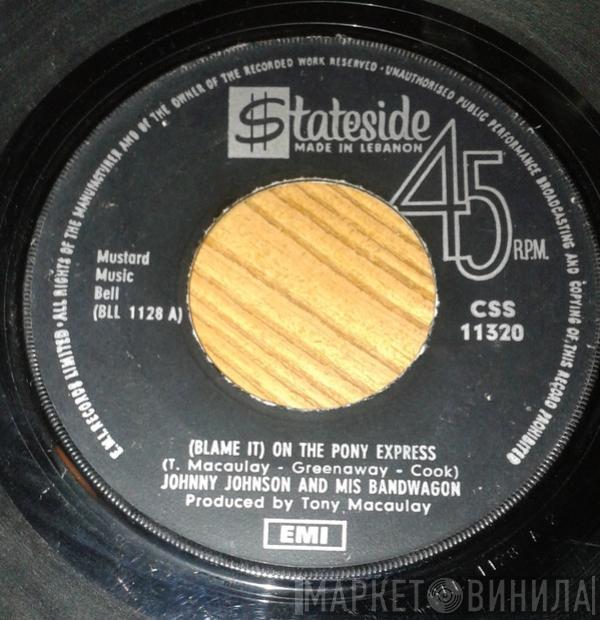 E.M.I. RECORDS LIMITED · ALL RIGHTS OF THE MANUFACTURER AND OF THE OWNER OF THE RECORDED WORK RESERVED · UNAUTHORISED PUBLIC PERFORMANCE BROADCASTING AND COPYING OF THIS RECORD PROHIBITED
$tateside
MADE IN LEBANON
45
R.P.M.
Mustard
Music
Bell
(BLL 1128 A)
CSS
11320
(BLAME IT) ON THE PONY EXPRESS
(T. Macaulay - Greenaway - Cook)
JOHNNY JOHNSON AND MIS BANDWAGON
Produced by Tony Macaulay
EMI
МАРКЕТ ВИНИЛА